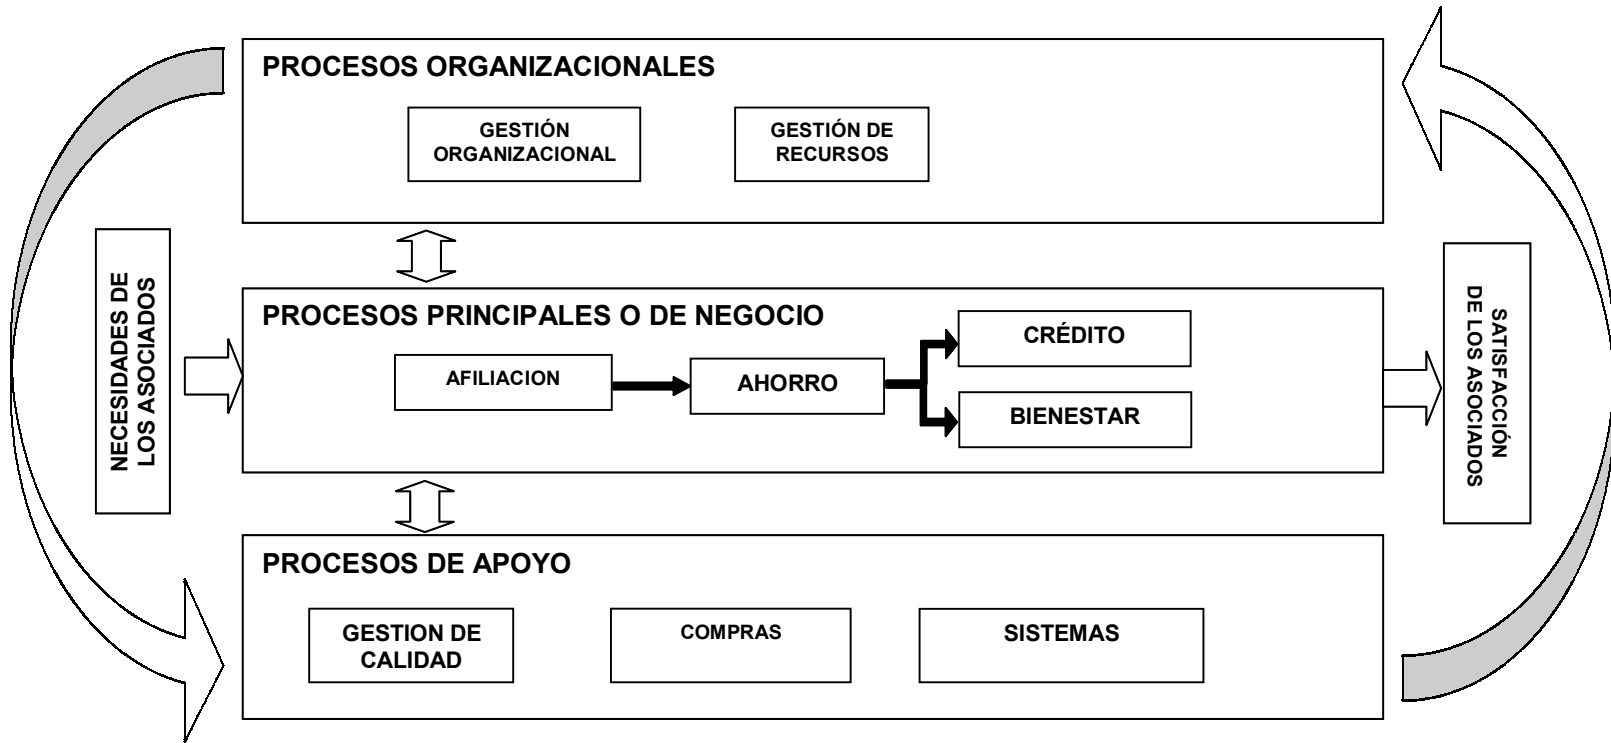 PROCESOS ORGANIZACIONALES
GESTIÓN
ORGANIZACIONAL
GESTIÓN DE
RECURSOS
NECESIDADES DE
LOS ASOCIADOS
PROCESOS PRINCIPALES O DE NEGOCIO
AFILIACION
AHORRO
CRÉDITO
BIENESTAR
SATISFACCIÓN
DE LOS ASOCIADOS
PROCESOS DE APOYO
GESTION DE
CALIDAD
COMPRAS
SISTEMAS